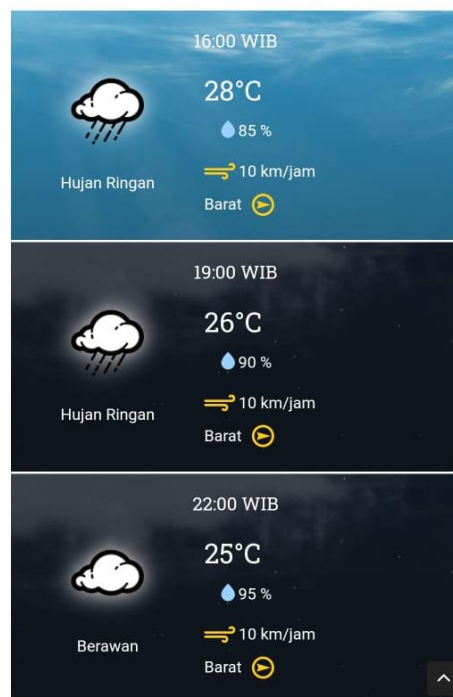 16:00 WIB
28°C
85 %
Hujan Ringan
10 km/jam
Barat
19:00 WIB
26°C
90 %
Hujan Ringan
10 km/jam
Barat
22:00 WIB
25°C
95 %
Berawan
10 km/jam
Barat